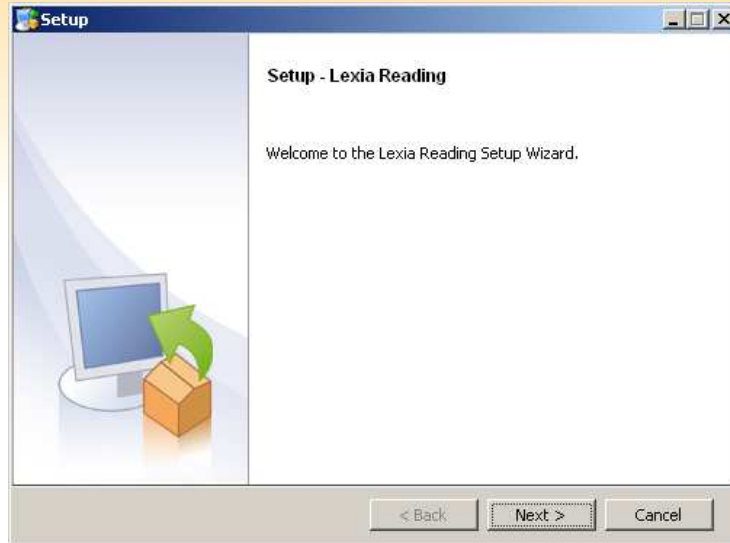 Setup
Setup - Lexia Reading
Welcome to the Lexia Reading Setup Wizard.
< Back Next > Cancel